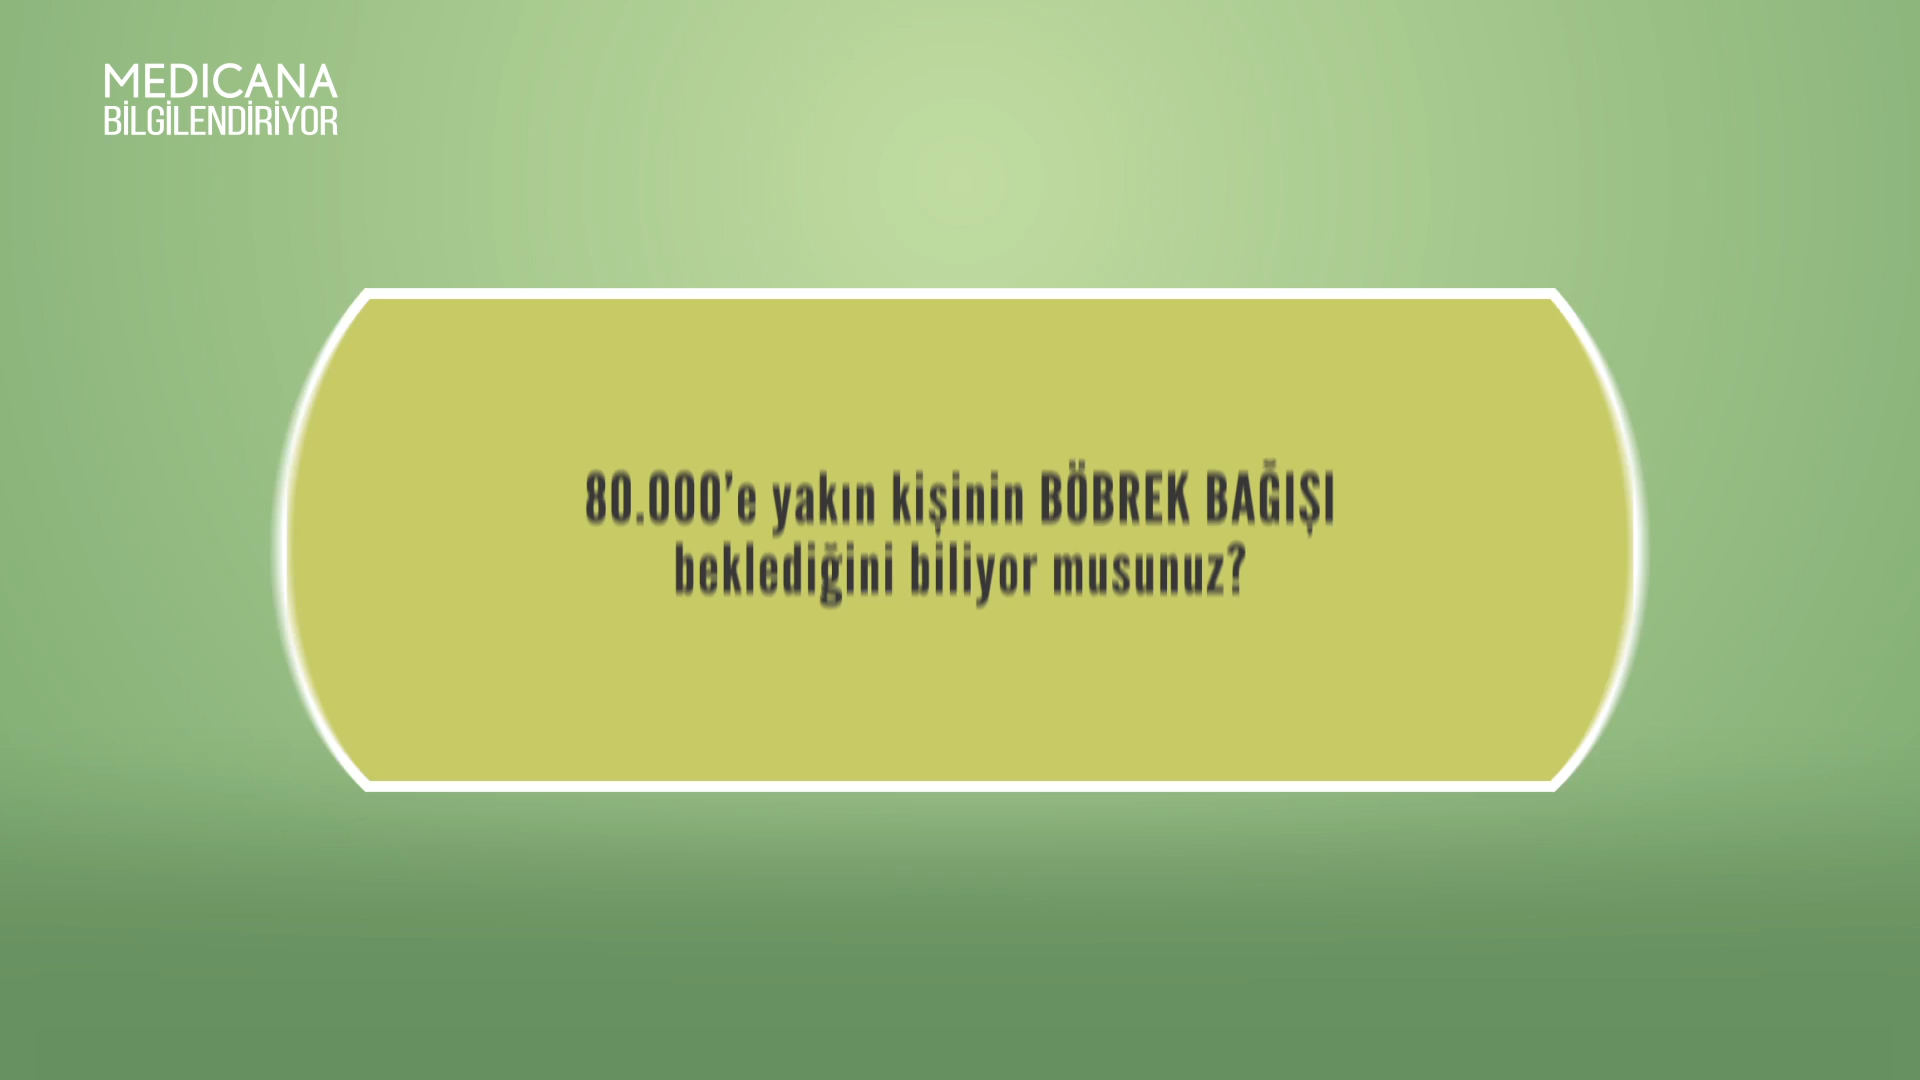 MEDICANA
BİLGİLENDİRİYOR
80.000'e yakın kişinin BÖBREK BAĞIŞI
beklediğini biliyor musunuz?